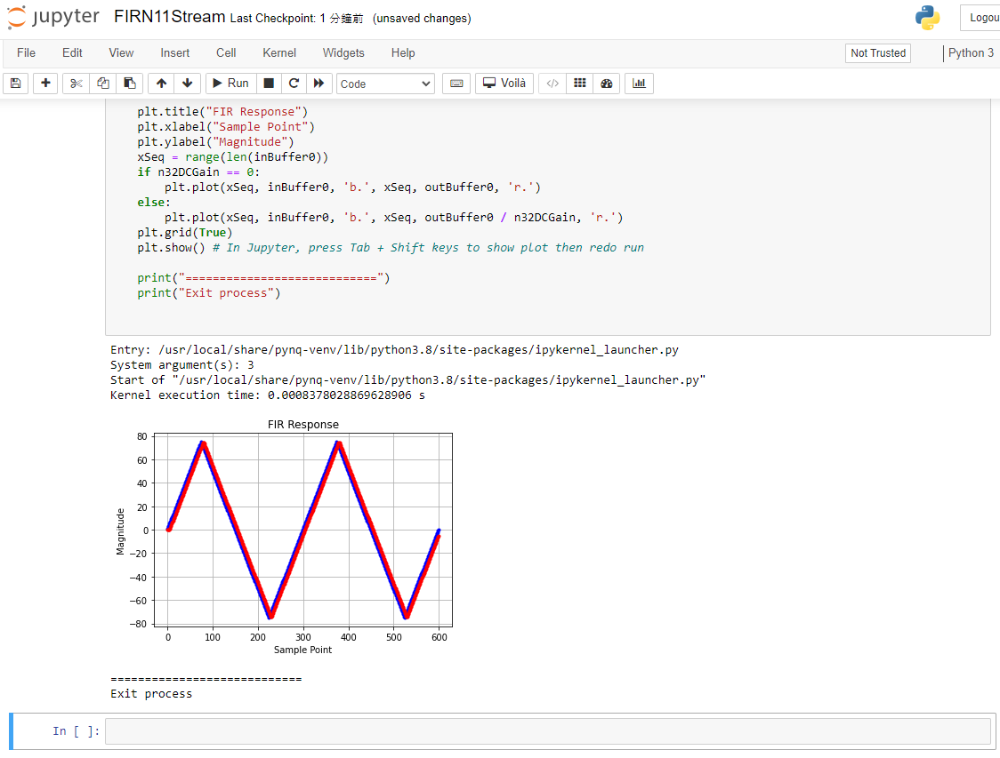 jupyter FIRN11Stream Last Checkpoint: 1 分鐘前 (unsaved changes) Logou
File Edit View Insert Cell Kernel Widgets Help Not Trusted Python 3
Run Code Voilà
plt.title("FIR Response")
plt.xlabel("Sample Point")
plt.ylabel("Magnitude")
xSeq = range(len(inBuffer0))
if n32DCGain == 0:
    plt.plot(xSeq, inBuffer0, 'b.', xSeq, outBuffer0, 'r.')
else:
    plt.plot(xSeq, inBuffer0, 'b.', xSeq, outBuffer0 / n32DCGain, 'r.')
plt.grid(True)
plt.show() # In Jupyter, press Tab + Shift keys to show plot then redo run
print("============================")
print("Exit process")
Entry: /usr/local/share/pynq-venv/lib/python3.8/site-packages/ipykernel_launcher.py
System argument(s): 3
Start of "/usr/local/share/pynq-venv/lib/python3.8/site-packages/ipykernel_launcher.py"
Kernel execution time: 0.0008378028869628906 s
FIR Response
80
60
40
20
0
−20
−40
−60
−80
Magnitude
0 100 200 300 400 500 600
Sample Point
============================
Exit process
In [ ]: